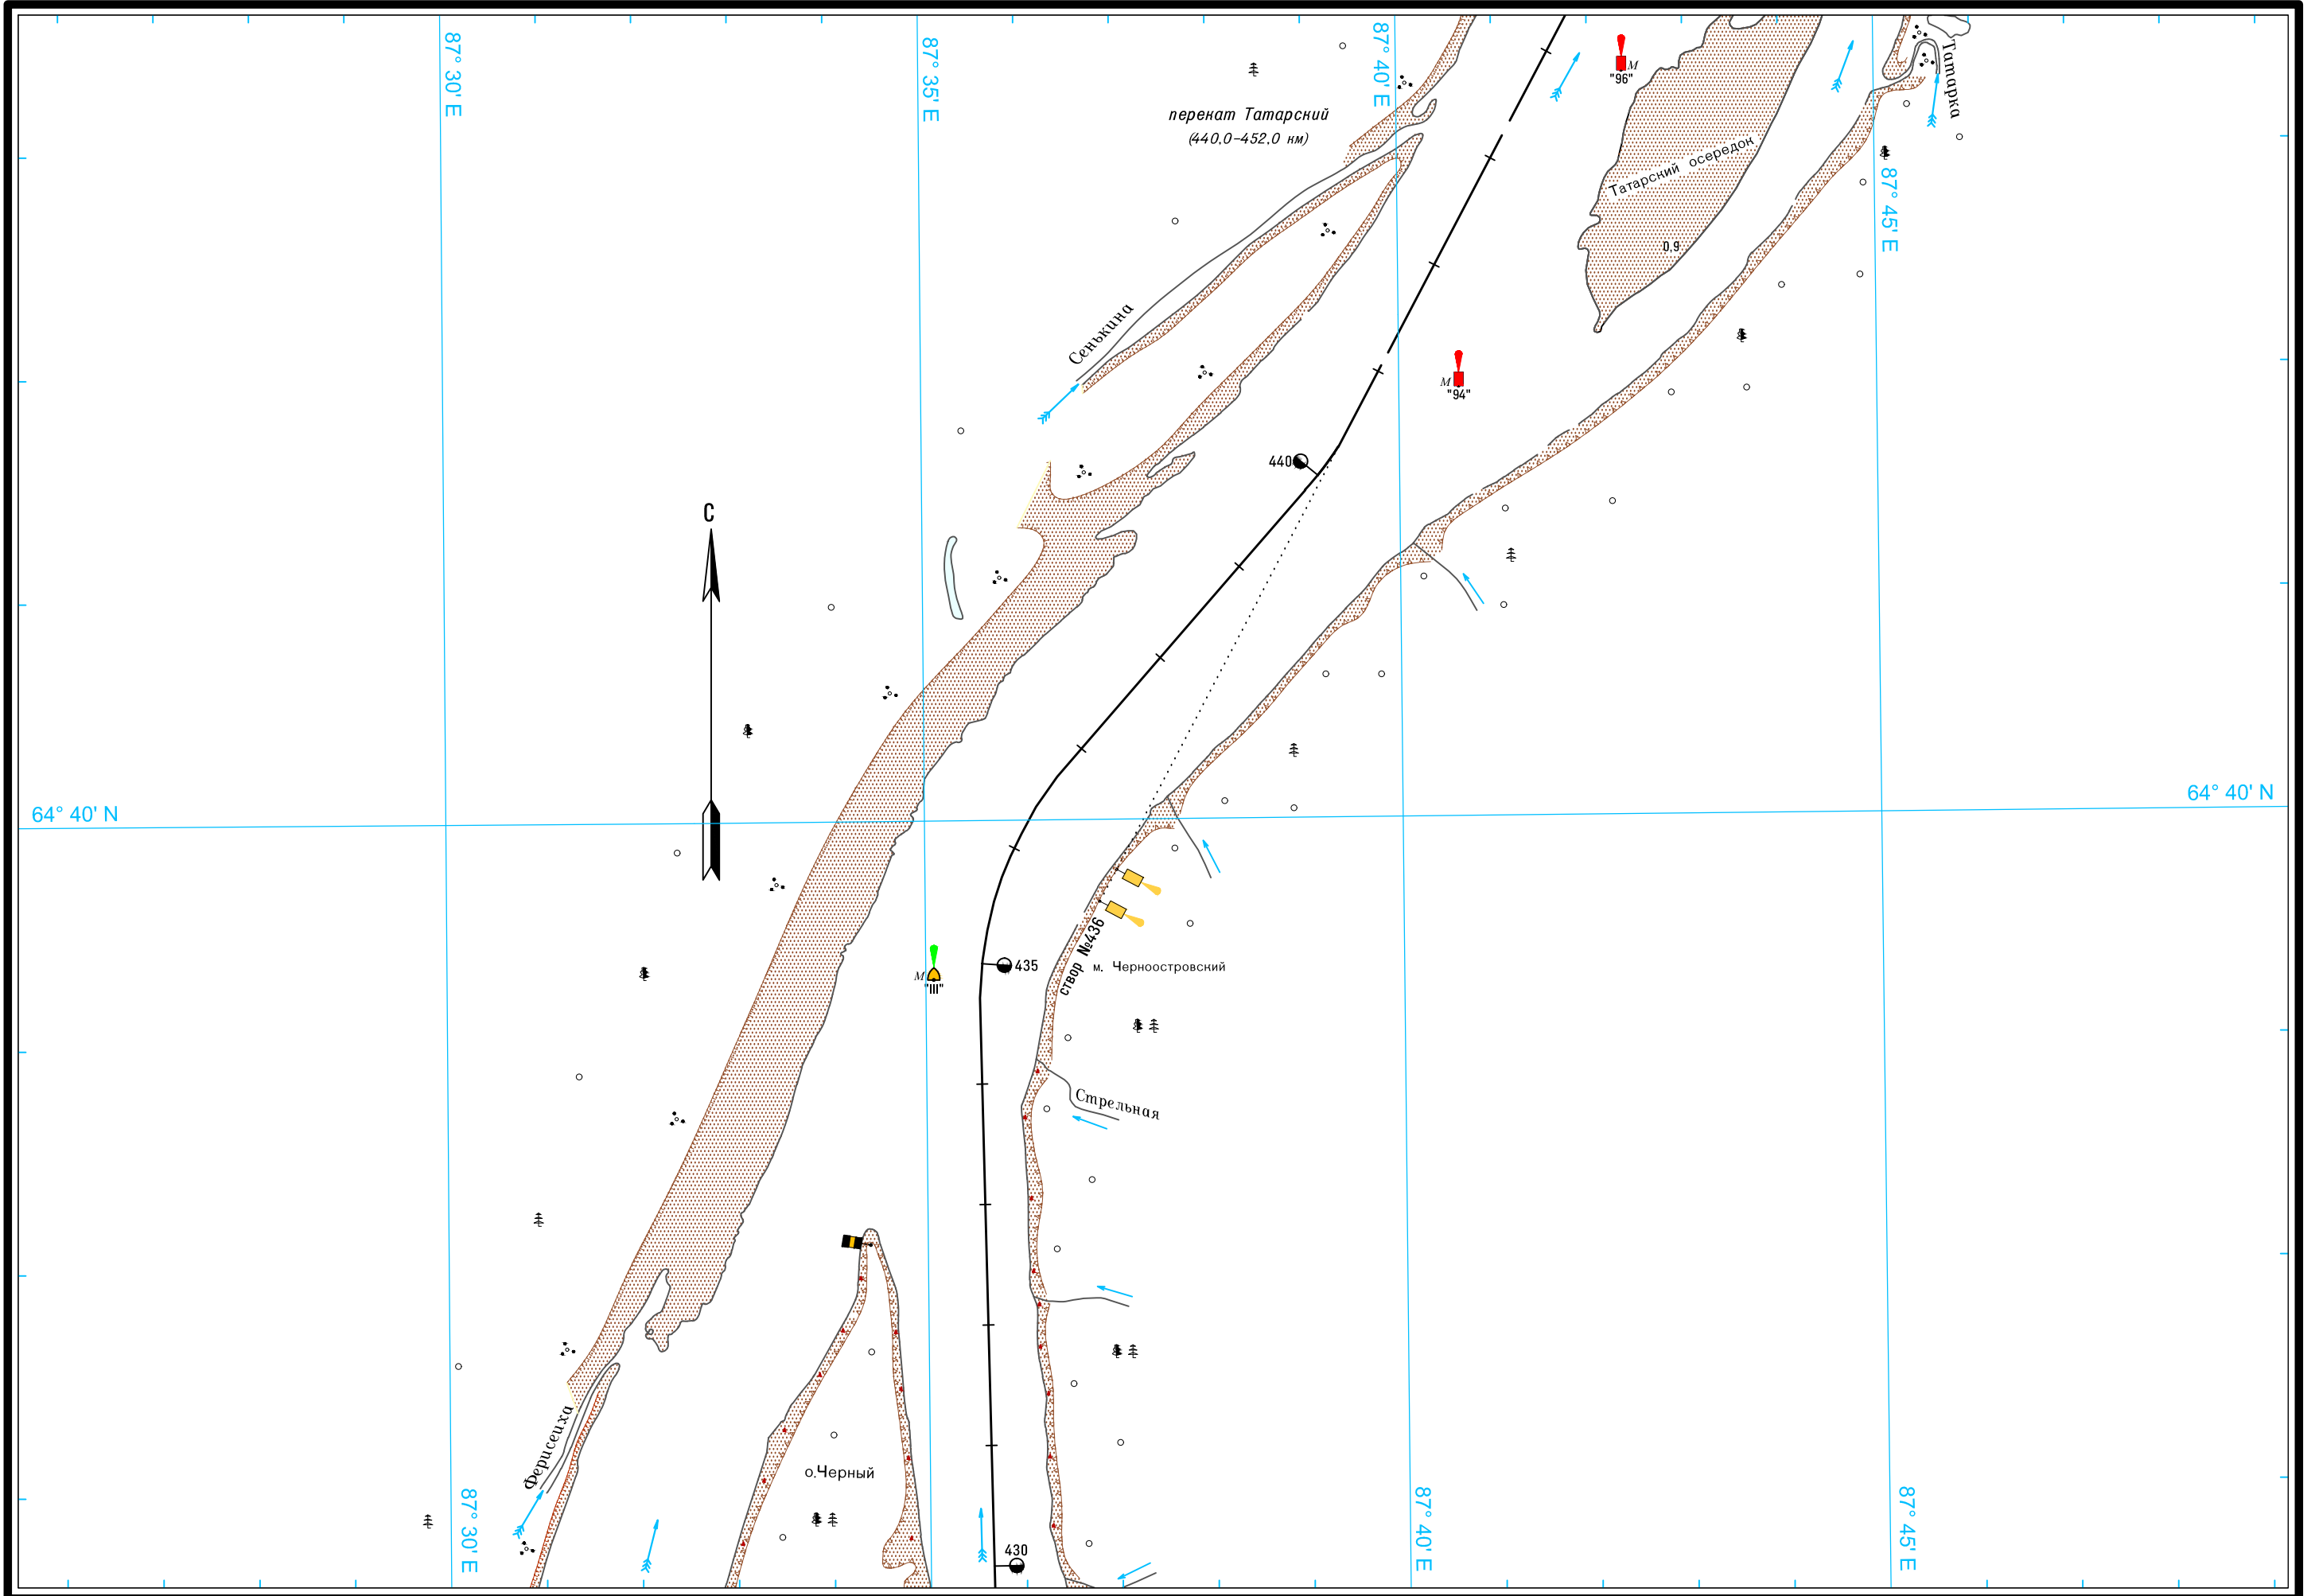 87° 30' E
87° 35' E
87° 40' E
М
"96"
Татарка
перекат Татарский
(440,0-452,0 км)
Татарский осередок
87° 45' E
0,9
Сенькина
М
"94"
440
С
64° 40' N
64° 40' N
створ №436
435
м. Черноостровский
М
"III"
Стрельная
Ферисеиха
о.Черный
87° 30' E
87° 40' E
87° 45' E
430